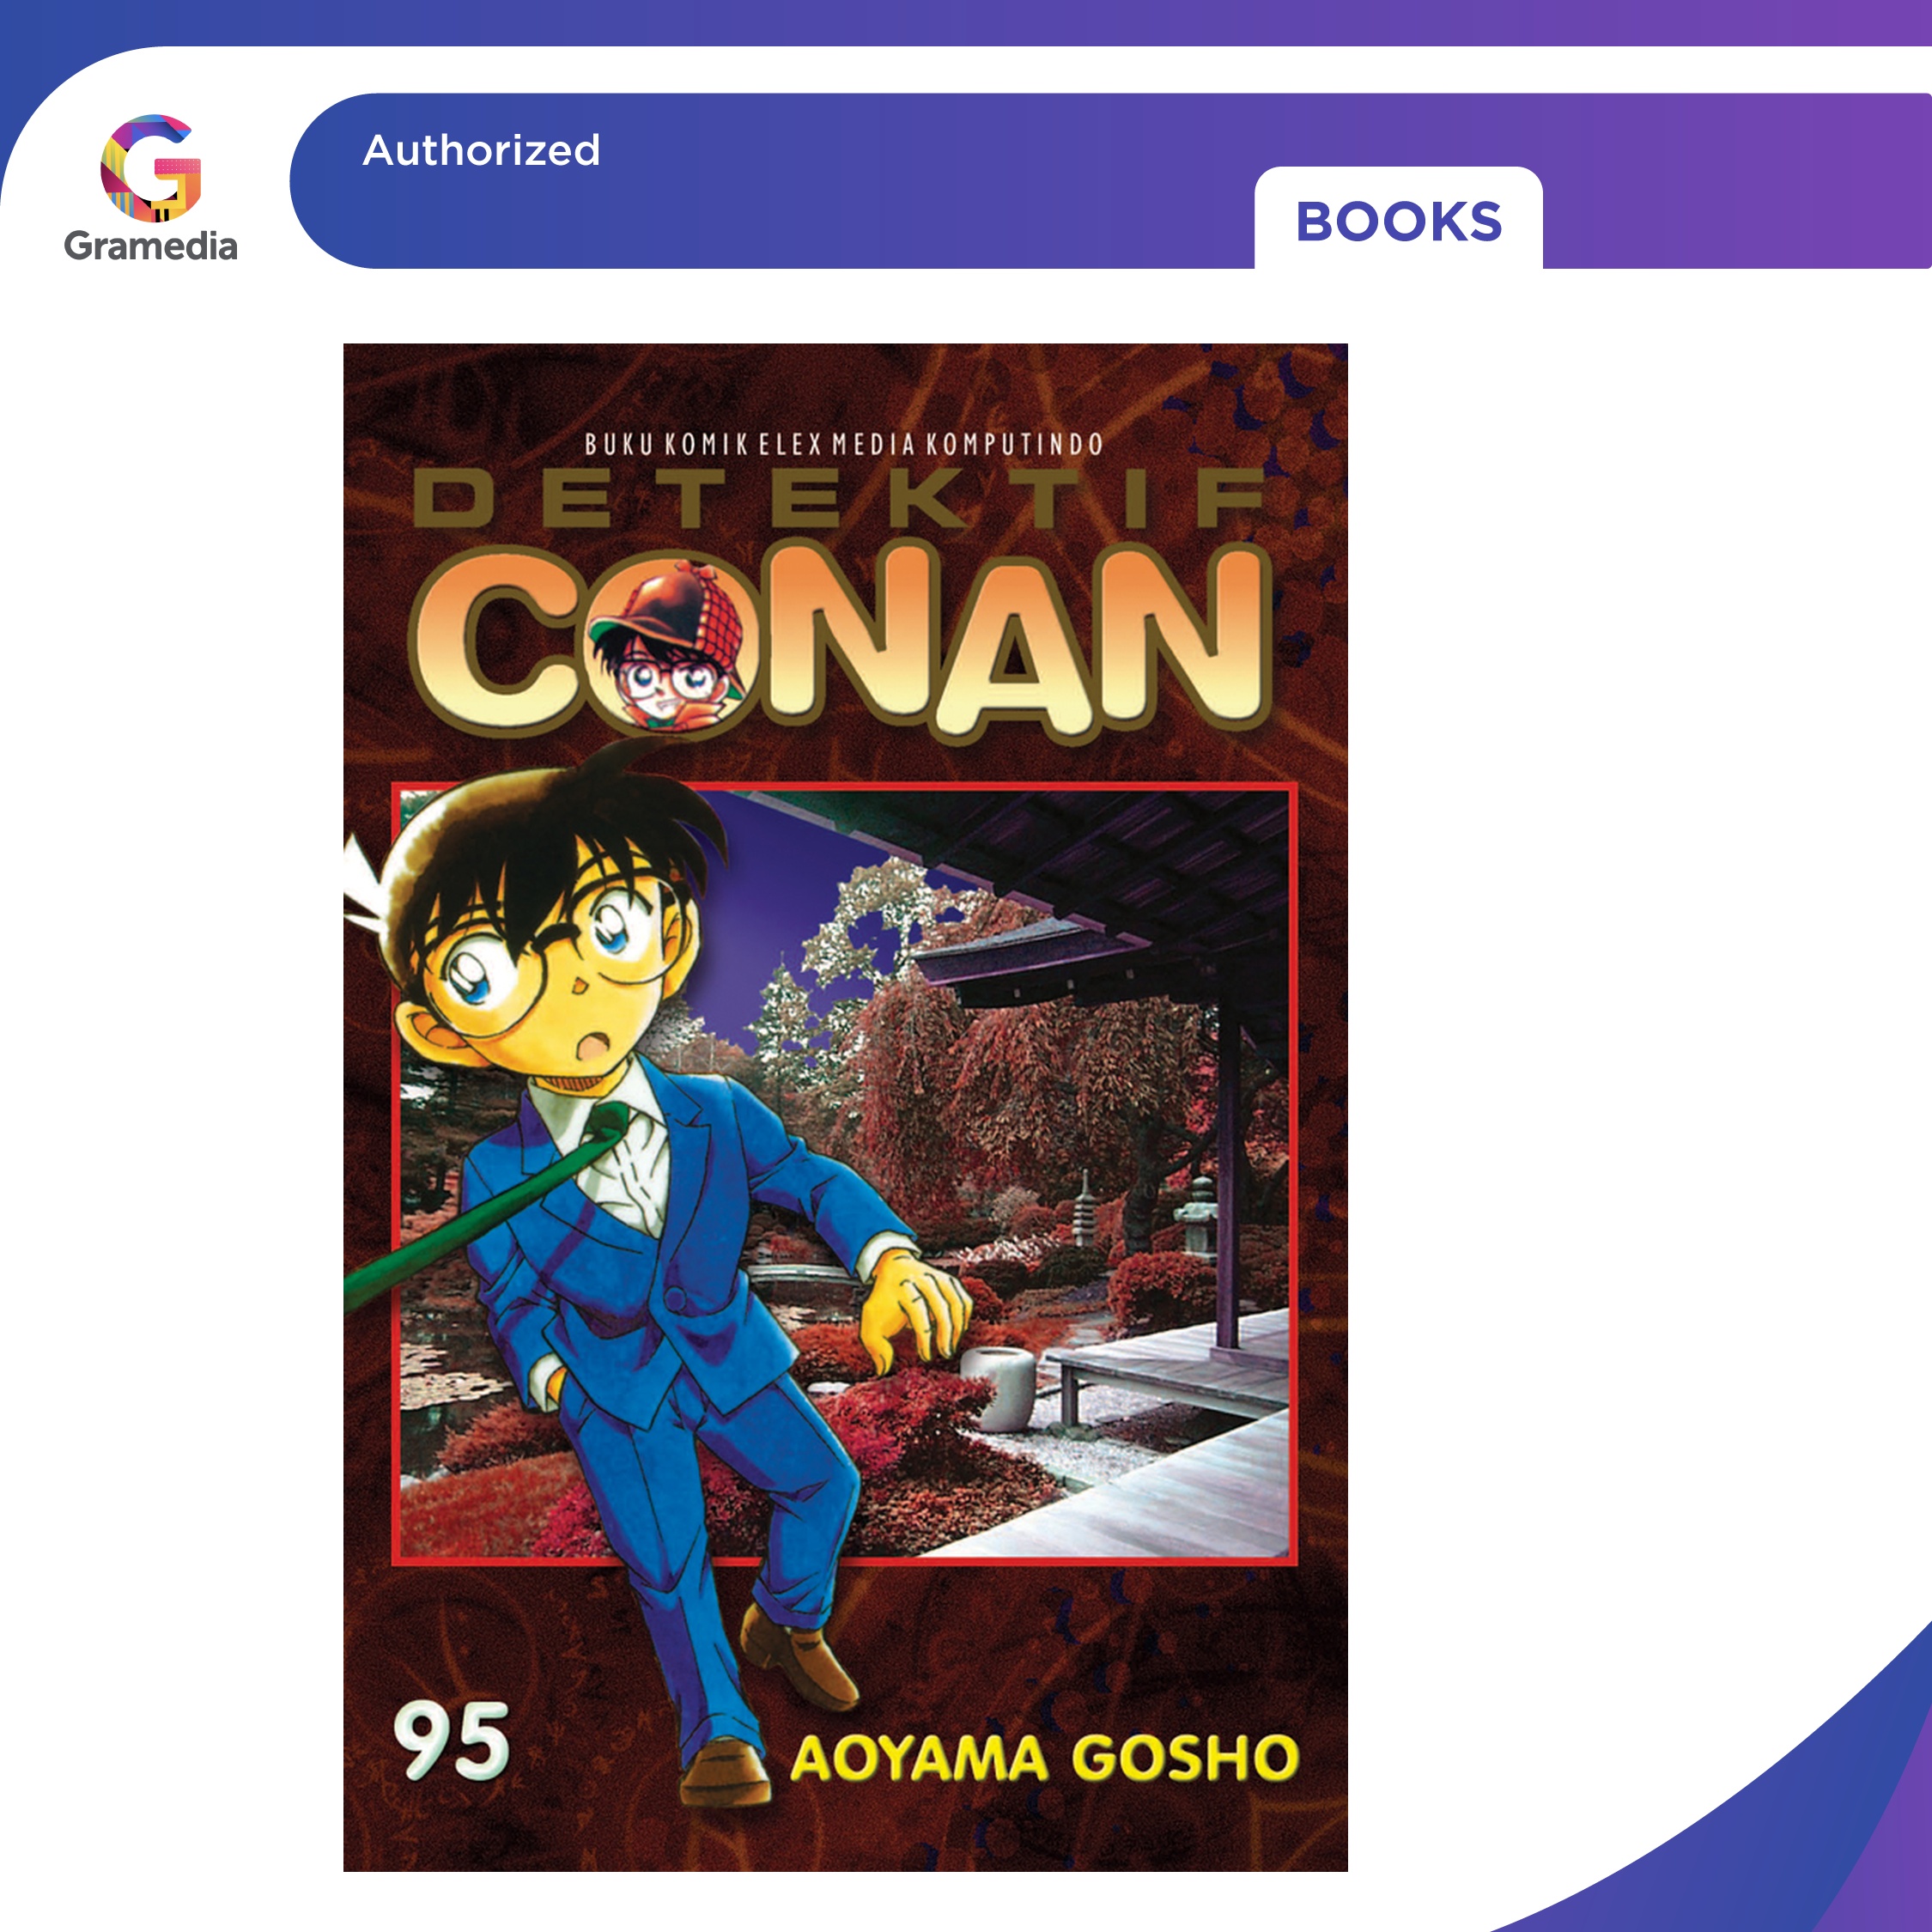 Gramedia
Authorized
BOOKS
BUKU KOMIK ELEX MEDIA KOMPUTINDO
DETEKTIF
CONAN
95
AOYAMA GOSHO